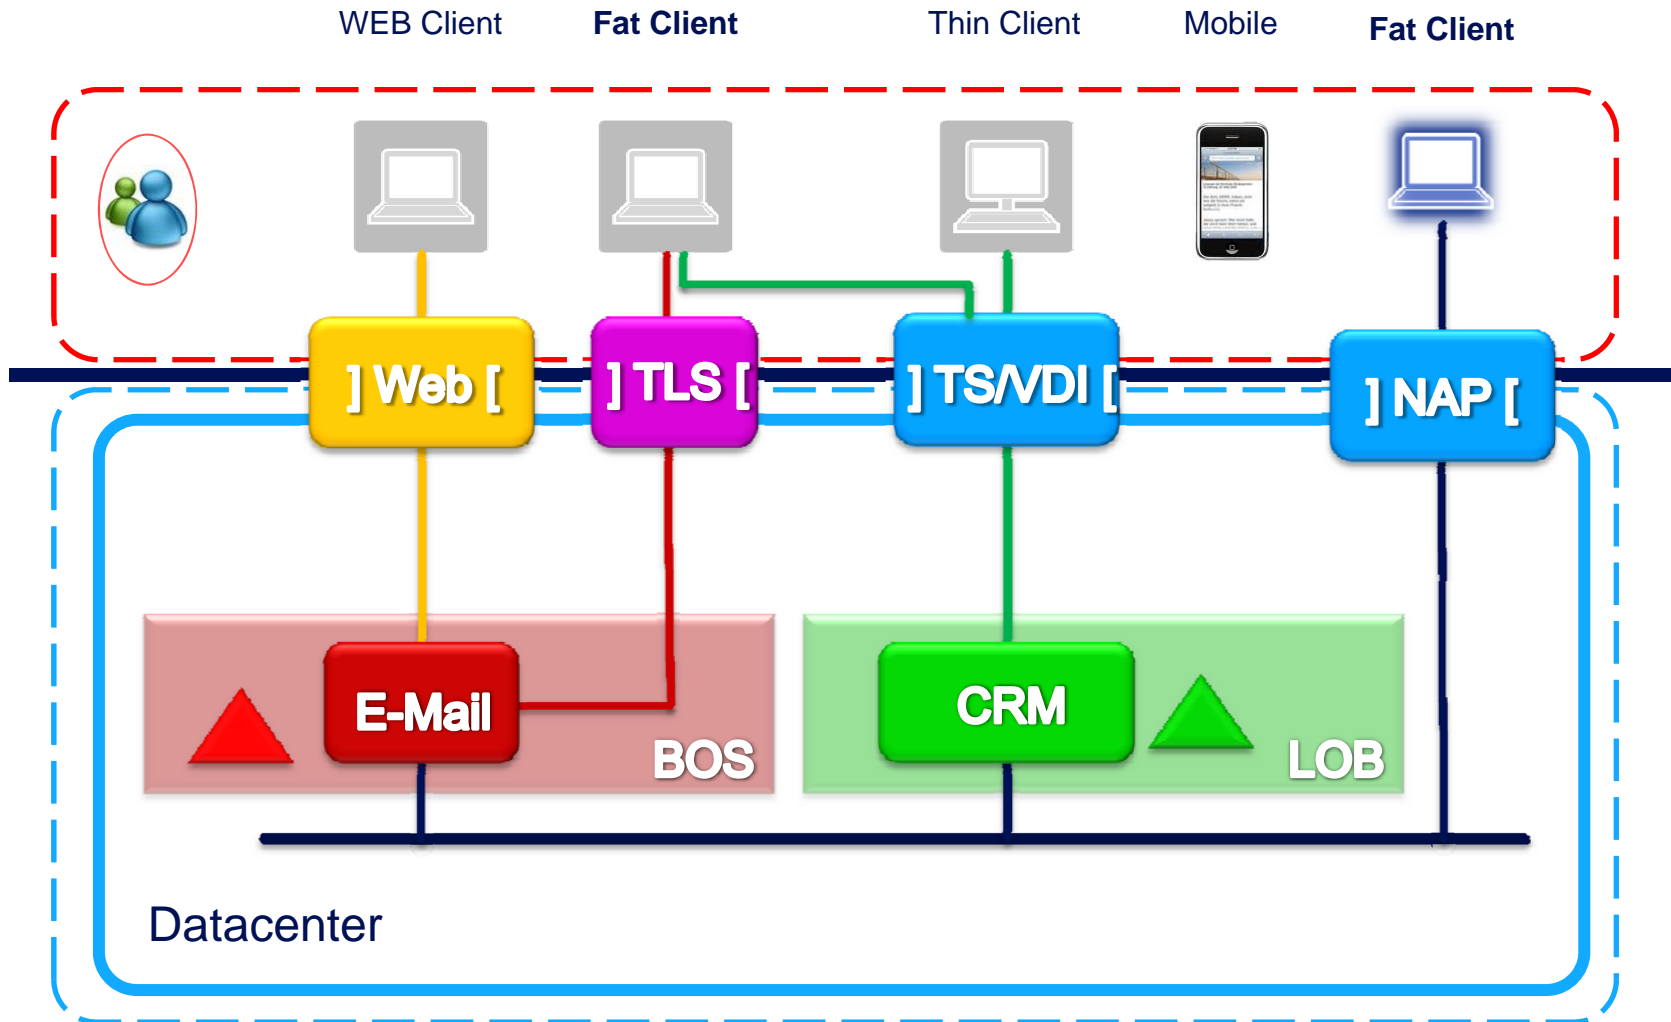 WEB Client
Fat Client
Thin Client
Mobile
Fat Client
] Web [
] TLS [
] TS/VDI [
] NAP [
E-Mail
BOS
CRM
LOB
Datacenter